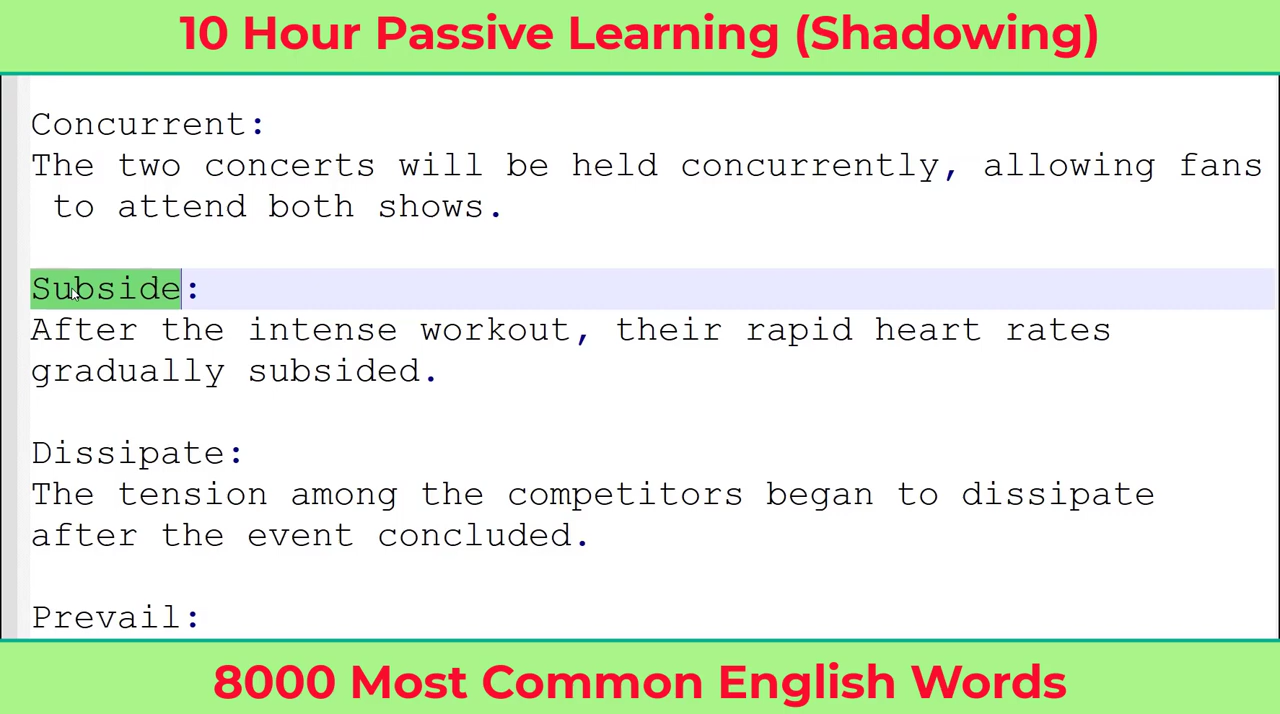 10 Hour Passive Learning (Shadowing)
Concurrent:
The two concerts will be held concurrently, allowing fans
to attend both shows.
Subside:
After the intense workout, their rapid heart rates
gradually subsided.
Dissipate:
The tension among the competitors began to dissipate
after the event concluded.
Prevail:
8000 Most Common English Words